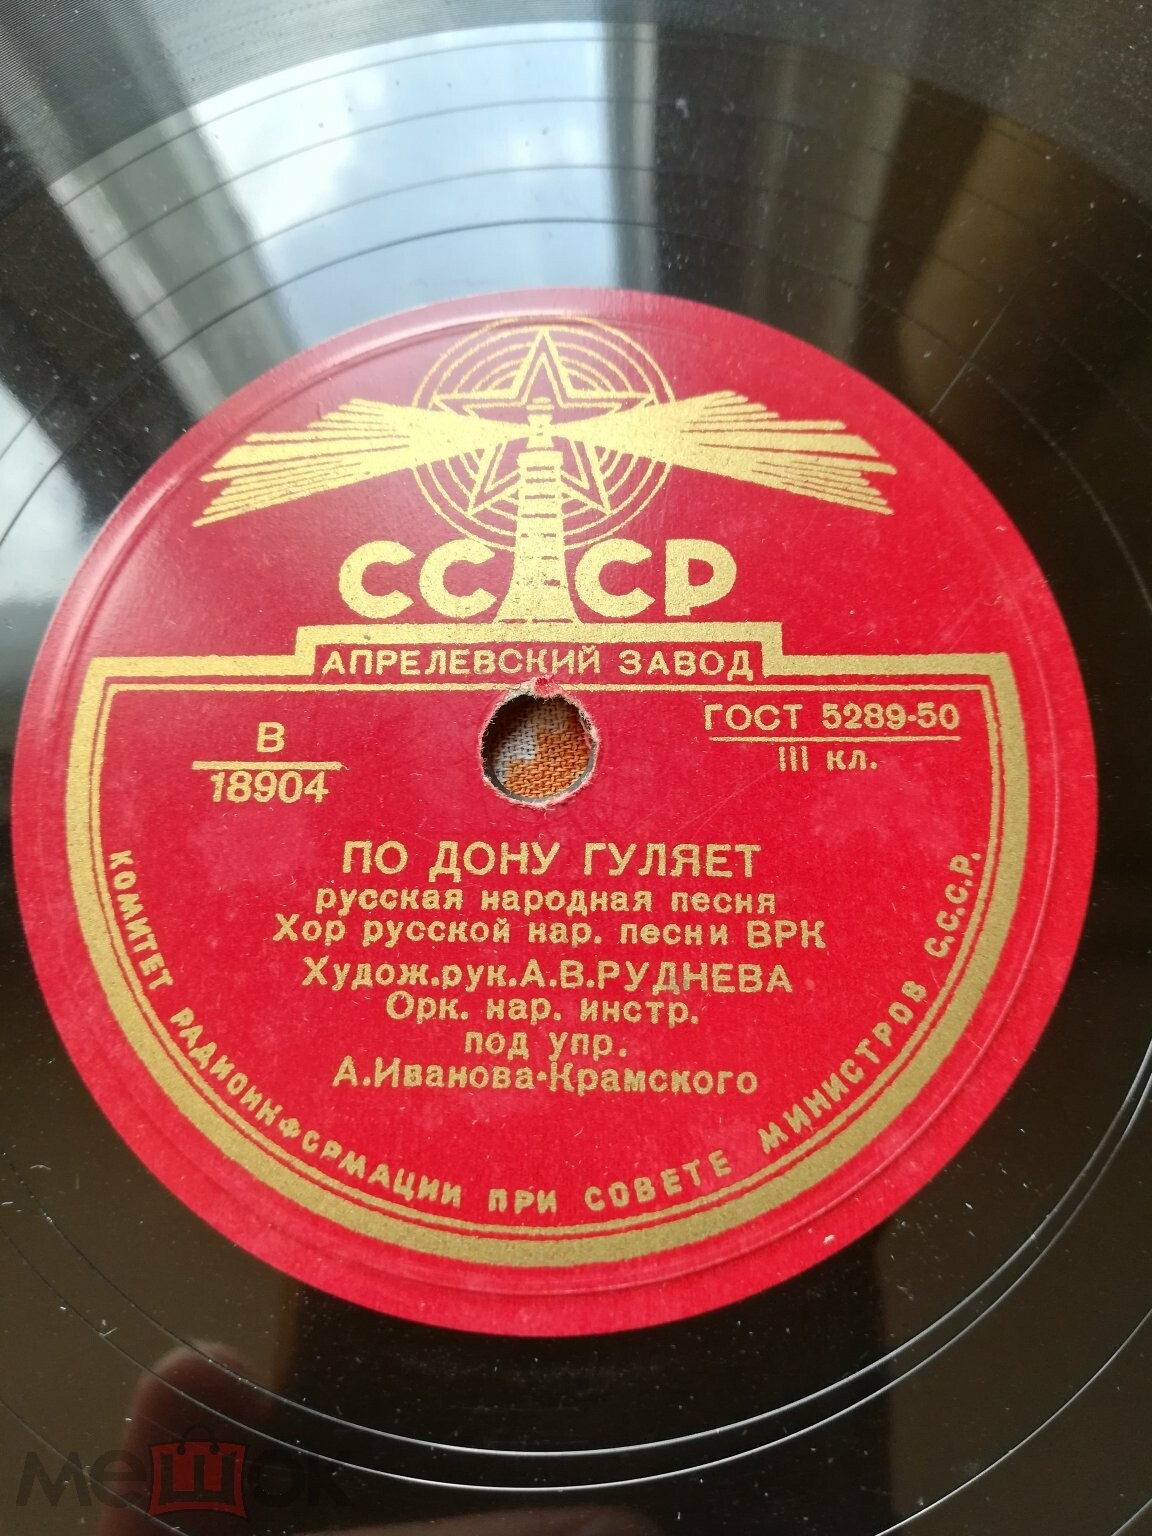 СССР
АПРЕЛЕВСКИЙ ЗАВОД
В
18904
ГОСТ 5289-50
III кл.
ПО ДОНУ ГУЛЯЕТ
русская народная песня
Хор русской нар. песни ВРК
Худож.рук.А.В.РУДНЕВА
Орк. нар. инстр.
под упр.
А.Иванова-Крамского
КОМИТЕТ РАДИОИНФОРМАЦИИ ПРИ СОВЕТЕ МИНИСТРОВ С.С.С.Р.
мешок